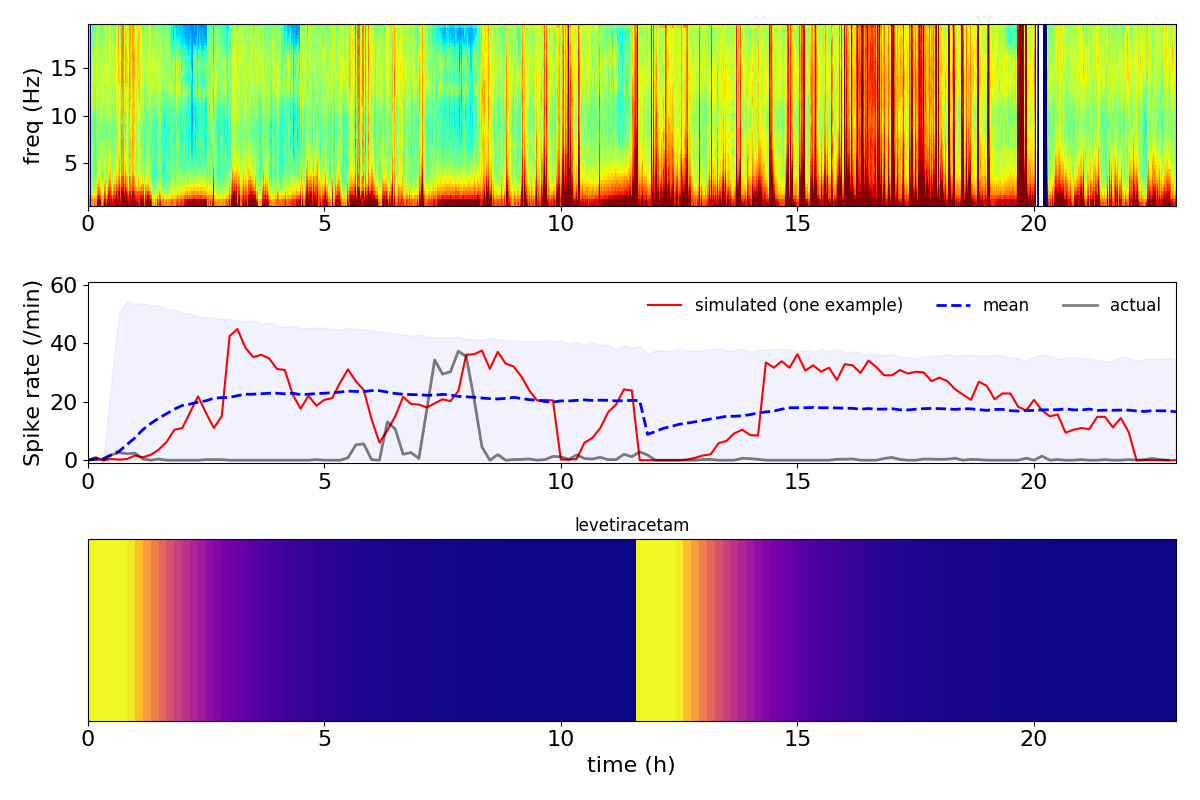 freq (Hz)
15
10
5
0 5 10 15 20
Spike rate (/min)
60
40
20
0
simulated (one example) mean actual
0 5 10 15 20
levetiracetam
0 5 10 15 20
time (h)